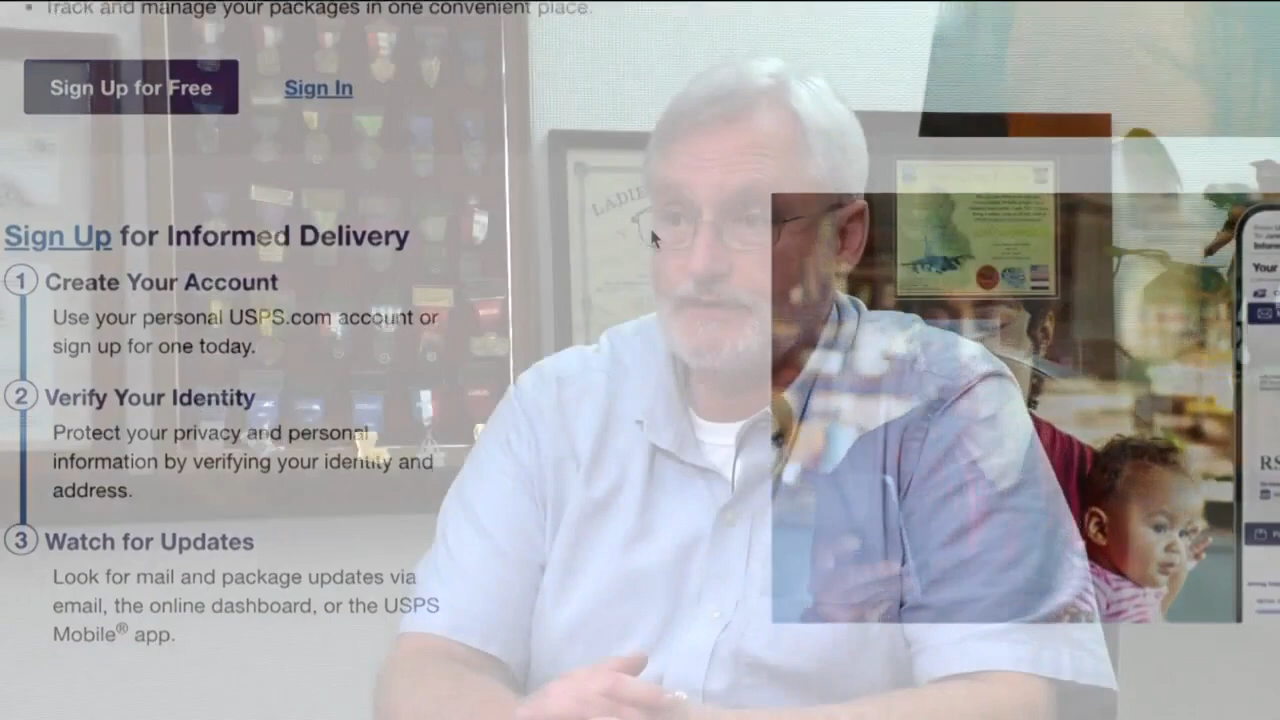 Track and manage your packages in one convenient place.
Sign Up for Free
Sign In
LADIE
Sign Up for Informed Delivery
1 Create Your Account
Use your personal USPS.com account or
sign up for one today.
2 Verify Your Identity
Protect your privacy and personal
information by verifying your identity and
address.
3 Watch for Updates
Look for mail and package updates via
email, the online dashboard, or the USPS
Mobile® app.
Your
RS